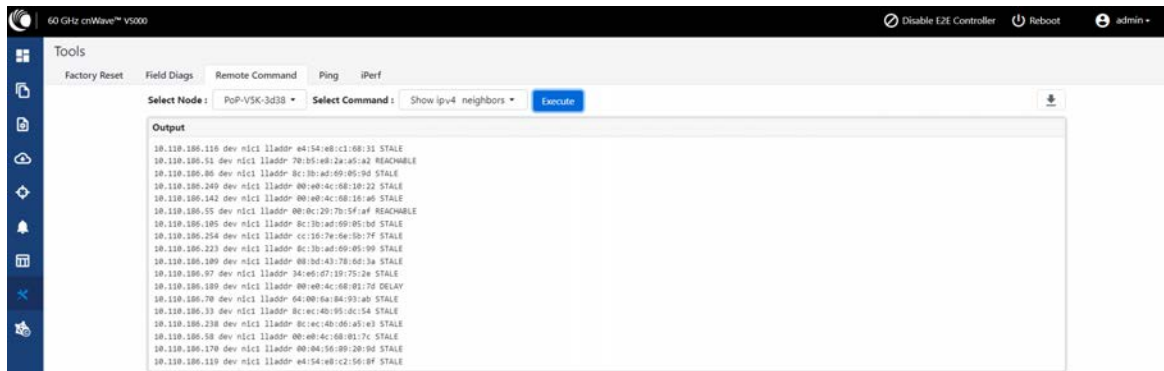 60 GHz cnWave™ V5000
Disable E2E Controller Reboot admin
Tools
Factory Reset Field Diags Remote Command Ping iPerf
Select Node : PoP-V5K-3d38 Select Command : Show ipv4 neighbors Execute
Output
10.110.186.116 dev nic1 lladdr e4:54:e8:c1:68:31 STALE
10.110.186.51 dev nic1 lladdr 70:b5:e8:2a:a5:a2 REACHABLE
10.110.186.86 dev nic1 lladdr 8c:3b:ad:69:05:9d STALE
10.110.186.249 dev nic1 lladdr 00:e0:4c:68:10:22 STALE
10.110.186.142 dev nic1 lladdr 00:e0:4c:68:16:a6 STALE
10.110.186.55 dev nic1 lladdr 00:0c:29:7b:5f:af REACHABLE
10.110.186.105 dev nic1 lladdr 8c:3b:ad:69:05:bd STALE
10.110.186.254 dev nic1 lladdr cc:16:7e:6e:5b:7f STALE
10.110.186.223 dev nic1 lladdr 8c:3b:ad:69:05:99 STALE
10.110.186.109 dev nic1 lladdr 08:bd:43:78:6d:3a STALE
10.110.186.97 dev nic1 lladdr 34:e6:d7:19:75:2e STALE
10.110.186.189 dev nic1 lladdr 00:e0:4c:68:01:7d DELAY
10.110.186.70 dev nic1 lladdr 64:00:6a:84:93:ab STALE
10.110.186.33 dev nic1 lladdr 8c:ec:4b:95:dc:54 STALE
10.110.186.238 dev nic1 lladdr 8c:ec:4b:d6:a5:e3 STALE
10.110.186.58 dev nic1 lladdr 00:e0:4c:68:01:7c STALE
10.110.186.170 dev nic1 lladdr 00:04:56:09:20:9d STALE
10.110.186.119 dev nic1 lladdr e4:54:e8:c2:56:8f STALE